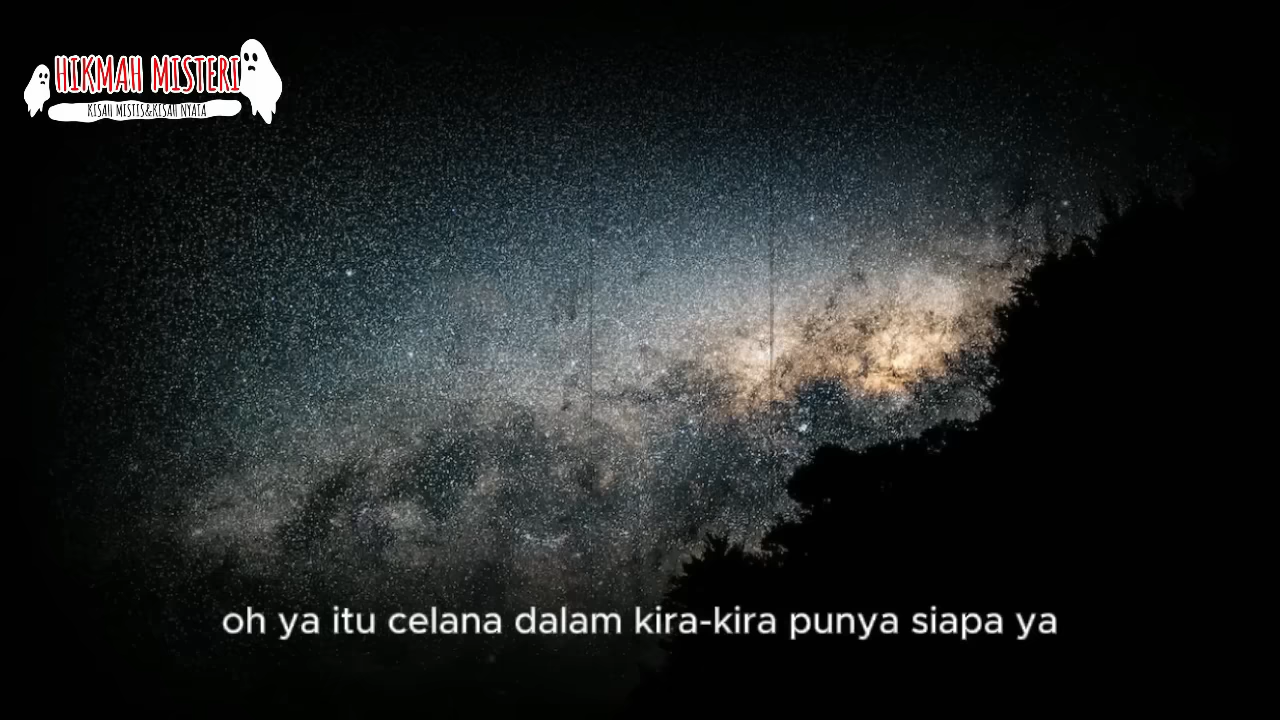 HIKMAH MISTERI
KISAH MISTIS&KISAH NYATA
oh ya itu celana dalam kira-kira punya siapa ya